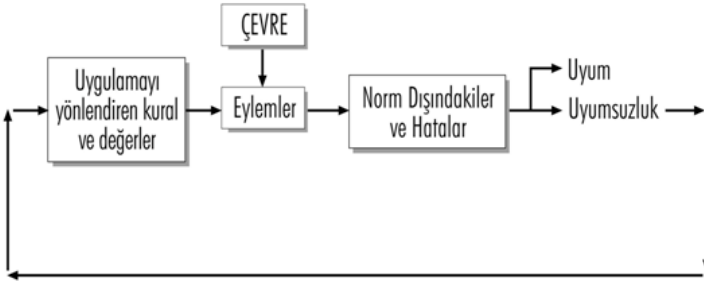 ÇEVRE
Uygulamayı
yönlendiren kural
ve değerler
Eylemler
Norm Dışındakiler
ve Hatalar
Uyum
Uyumsuzluk